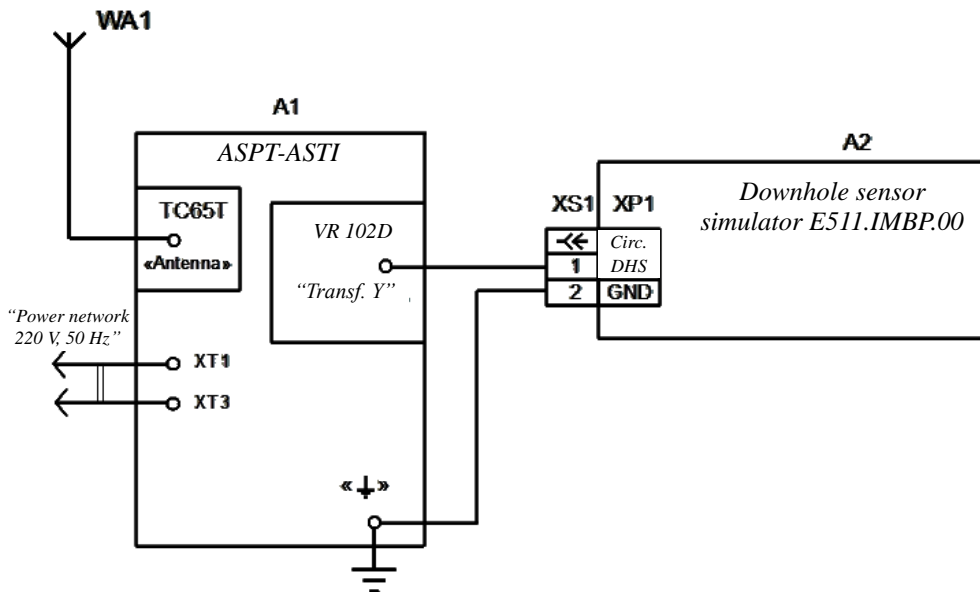 WA1
A1
ASPT-ASTI
TC65T
«Antenna»
VR 102D
“Transf. Y”
“Power network
220 V, 50 Hz”
XT1
XT3
«⏚»
A2
Downhole sensor
simulator E511.IMBP.00
XS1 XP1
Circ.
1 DHS
2 GND